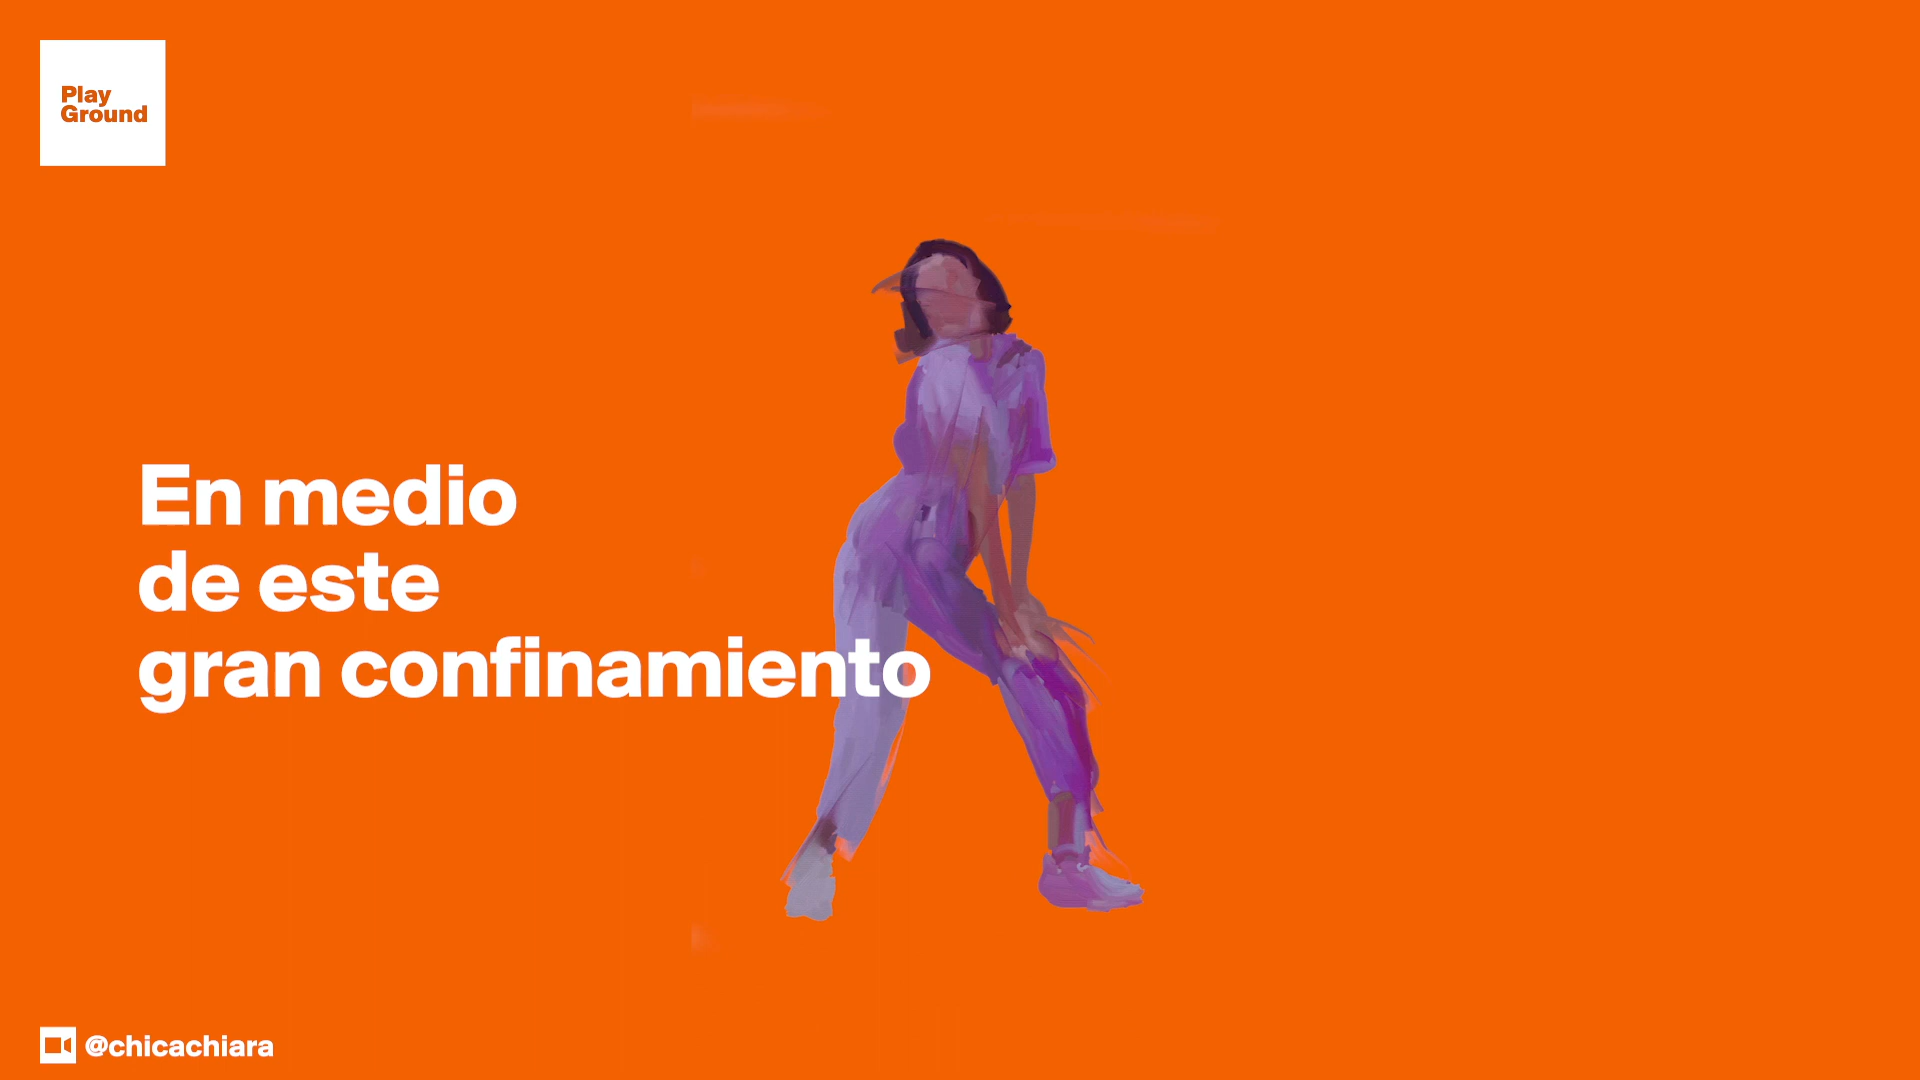 Play
Ground
En medio
de este
gran confinamiento
@chicachiara